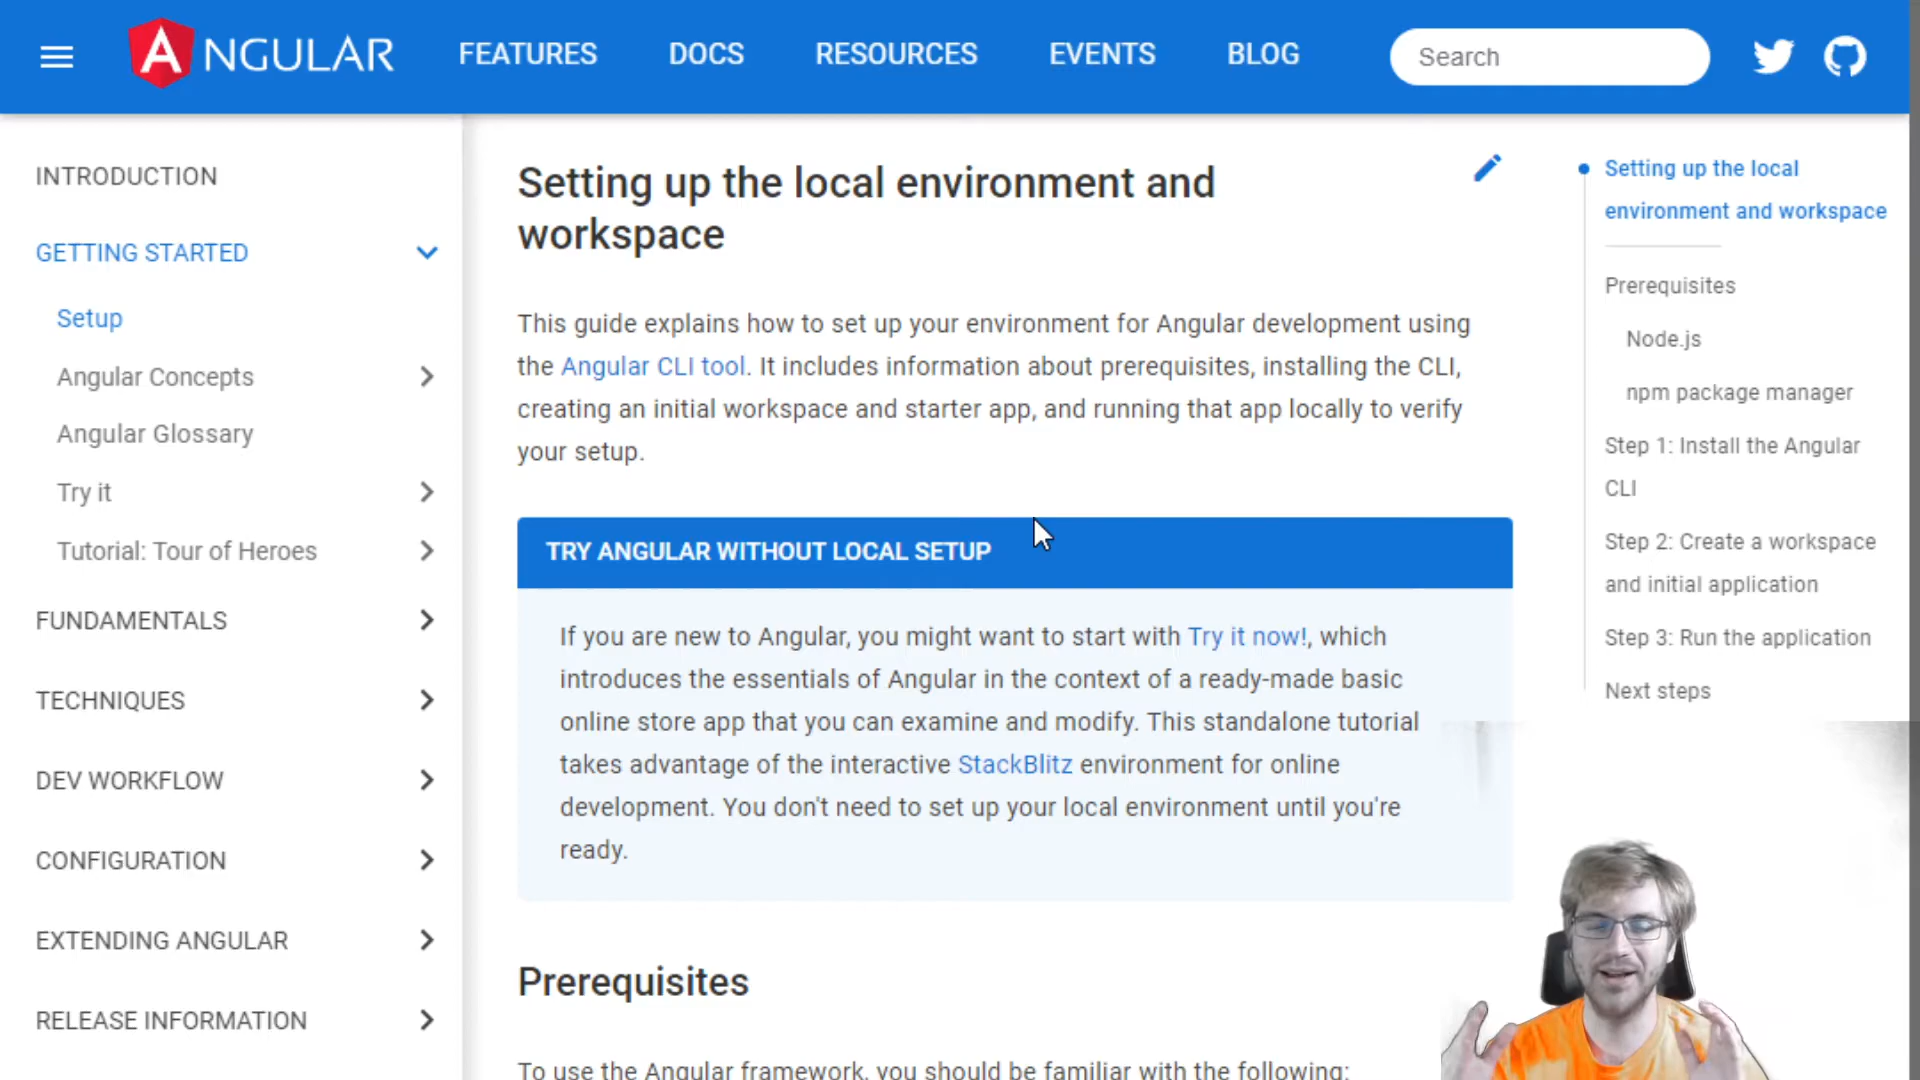 ANGULAR FEATURES DOCS RESOURCES EVENTS BLOG Search
INTRODUCTION
GETTING STARTED
Setup
Angular Concepts
Angular Glossary
Try it
Tutorial: Tour of Heroes
FUNDAMENTALS
TECHNIQUES
DEV WORKFLOW
CONFIGURATION
EXTENDING ANGULAR
RELEASE INFORMATION
Setting up the local environment and
workspace
This guide explains how to set up your environment for Angular development using
the Angular CLI tool. It includes information about prerequisites, installing the CLI,
creating an initial workspace and starter app, and running that app locally to verify
your setup.
TRY ANGULAR WITHOUT LOCAL SETUP
If you are new to Angular, you might want to start with Try it now!, which
introduces the essentials of Angular in the context of a ready-made basic
online store app that you can examine and modify. This standalone tutorial
takes advantage of the interactive StackBlitz environment for online
development. You don't need to set up your local environment until you're
ready.
Prerequisites
To use the Angular framework, you should be familiar with the following:
Setting up the local
environment and workspace
Prerequisites
Node.js
npm package manager
Step 1: Install the Angular
CLI
Step 2: Create a workspace
and initial application
Step 3: Run the application
Next steps